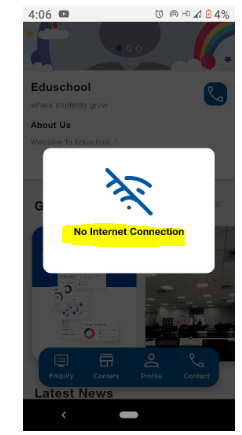 4:06 4%
Eduschool
where students grow
About Us
Welcome To Eduschool..!
No Internet Connection
Enquiry Centers Profile Contact
Latest News